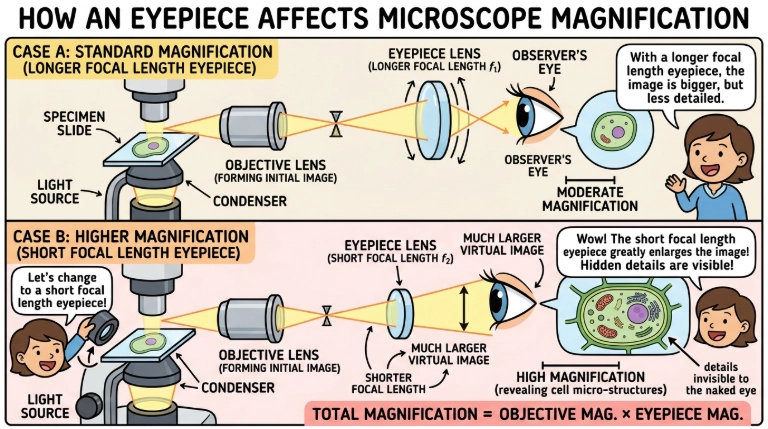 HOW AN EYEPIECE AFFECTS MICROSCOPE MAGNIFICATION
CASE A: STANDARD MAGNIFICATION
(LONGER FOCAL LENGTH EYEPIECE)
SPECIMEN
SLIDE
LIGHT
SOURCE
CONDENSER
OBJECTIVE LENS
(FORMING INITIAL IMAGE)
EYEPIECE LENS
(LONGER FOCAL LENGTH f₁)
OBSERVER'S
EYE
OBSERVER'S
EYE
MODERATE
MAGNIFICATION
With a longer focal
length eyepiece, the
image is bigger, but
less detailed.
CASE B: HIGHER MAGNIFICATION
(SHORT FOCAL LENGTH EYEPIECE)
Let's change
to a short focal
length eyepiece!
LIGHT
SOURCE
CONDENSER
OBJECTIVE LENS
(FORMING INITIAL IMAGE)
EYEPIECE LENS
(SHORT FOCAL LENGTH f₂)
SHORTER
FOCAL LENGTH
MUCH LARGER
VIRTUAL IMAGE
MUCH LARGER
VIRTUAL IMAGE
Wow! The short focal length
eyepiece greatly enlarges the image!
Hidden details are visible!
HIGH MAGNIFICATION
(revealing cell micro-structures)
details
invisible to
the naked eye
TOTAL MAGNIFICATION = OBJECTIVE MAG. × EYEPIECE MAG.